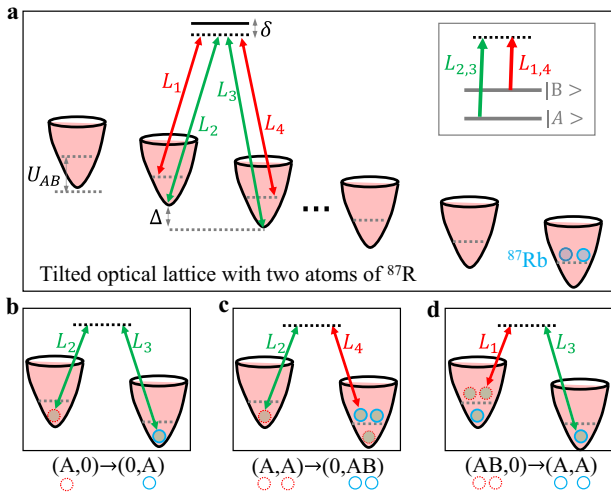 a
δ
L₁
L₂
L₃
L₄
L₂,₃
L₁,₄
|B >
|A >
U_AB
Δ
...
⁸⁷Rb
Tilted optical lattice with two atoms of ⁸⁷R
b
c
d
L₂
L₃
L₂
L₄
L₁
L₃
(A,0)→(0,A)
(A,A)→(0,AB)
(AB,0)→(A,A)